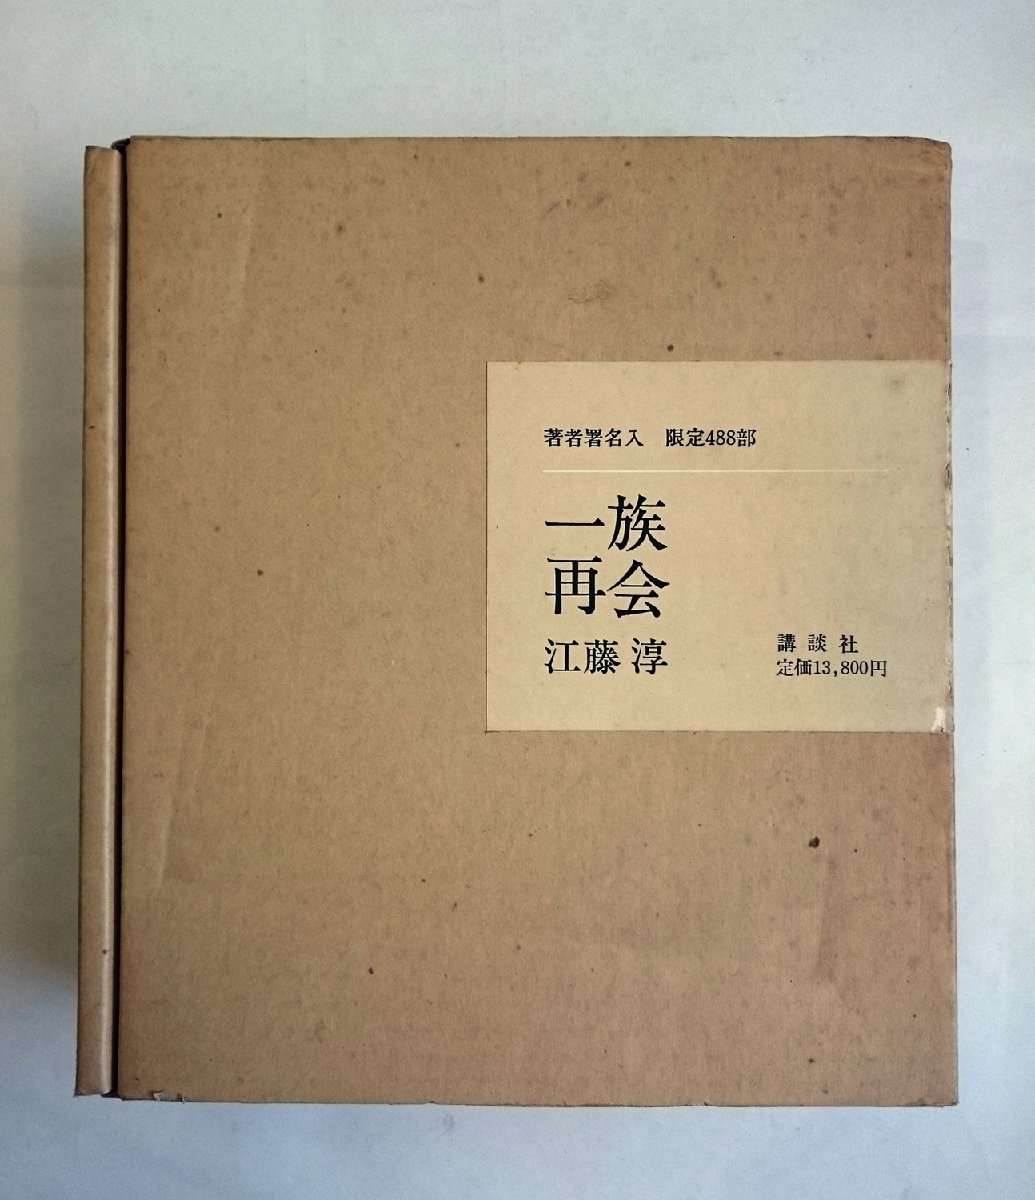 著者署名入　限定488部
一族
再会
江藤 淳
講談社
定価13,800円